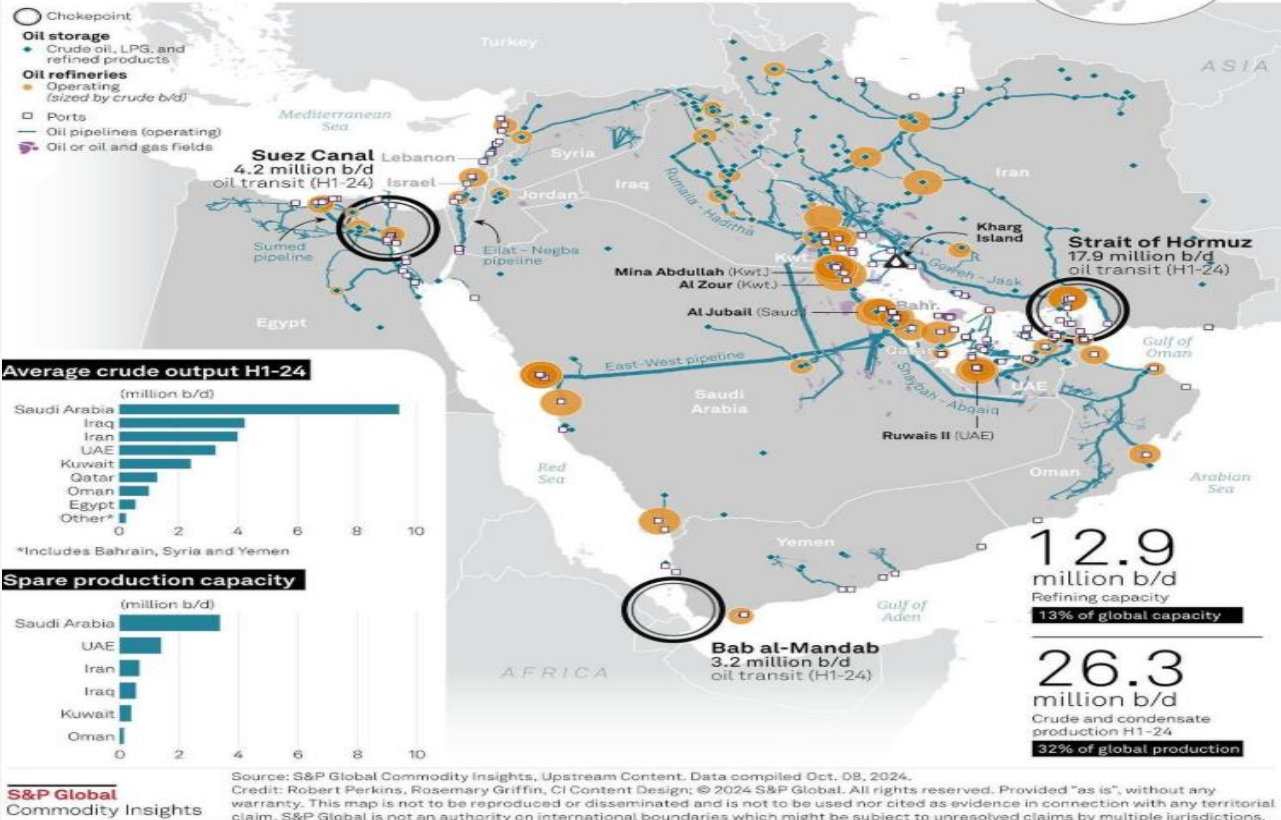 Chokepoint
Oil storage
Crude oil, LPG, and
refined products
Oil refineries
Operating
(sized by crude b/d)
Ports
Oil pipelines (operating)
Oil or oil and gas fields
Turkey
ASIA
Mediterranean
Sea
Suez Canal
4.2 million b/d
oil transit (H1-24)
Lebanon
Israel
Syria
Jordan
Iraq
Iran
Rumaila - Haditha
Sumed
pipeline
Eilat - Negba
pipeline
Egypt
Kharg
Island
Strait of Hormuz
17.9 million b/d
oil transit (H1-24)
Goreh - Jask
Kwt.
Mina Abdullah (Kwt.)
Al Zour (Kwt.)
Al Jubail (Saud.)
Bahr.
Qatar
Gulf of
Oman
East-West pipeline
Saudi
Arabia
Shaybah - Abqaiq
UAE
Ruwais II (UAE)
Oman
Red
Sea
Arabian
Sea
Yemen
Gulf of
Aden
AFRICA
Bab al-Mandab
3.2 million b/d
oil transit (H1-24)
Average crude output H1-24
(million b/d)
Saudi Arabia
Iraq
Iran
UAE
Kuwait
Qatar
Oman
Egypt
Other*
0 2 4 6 8 10
*Includes Bahrain, Syria and Yemen
Spare production capacity
(million b/d)
Saudi Arabia
UAE
Iran
Iraq
Kuwait
Oman
0 2 4 6 8 10
12.9
million b/d
Refining capacity
13% of global capacity
26.3
million b/d
Crude and condensate
production H1-24
32% of global production
S&P Global
Commodity Insights
Source: S&P Global Commodity Insights, Upstream Content. Data compiled Oct. 08, 2024.
Credit: Robert Perkins, Rosemary Griffin, CI Content Design; © 2024 S&P Global. All rights reserved. Provided "as is", without any
warranty. This map is not to be reproduced or disseminated and is not to be used nor cited as evidence in connection with any territorial
claim. S&P Global is not an authority on international boundaries which might be subject to unresolved claims by multiple jurisdictions.